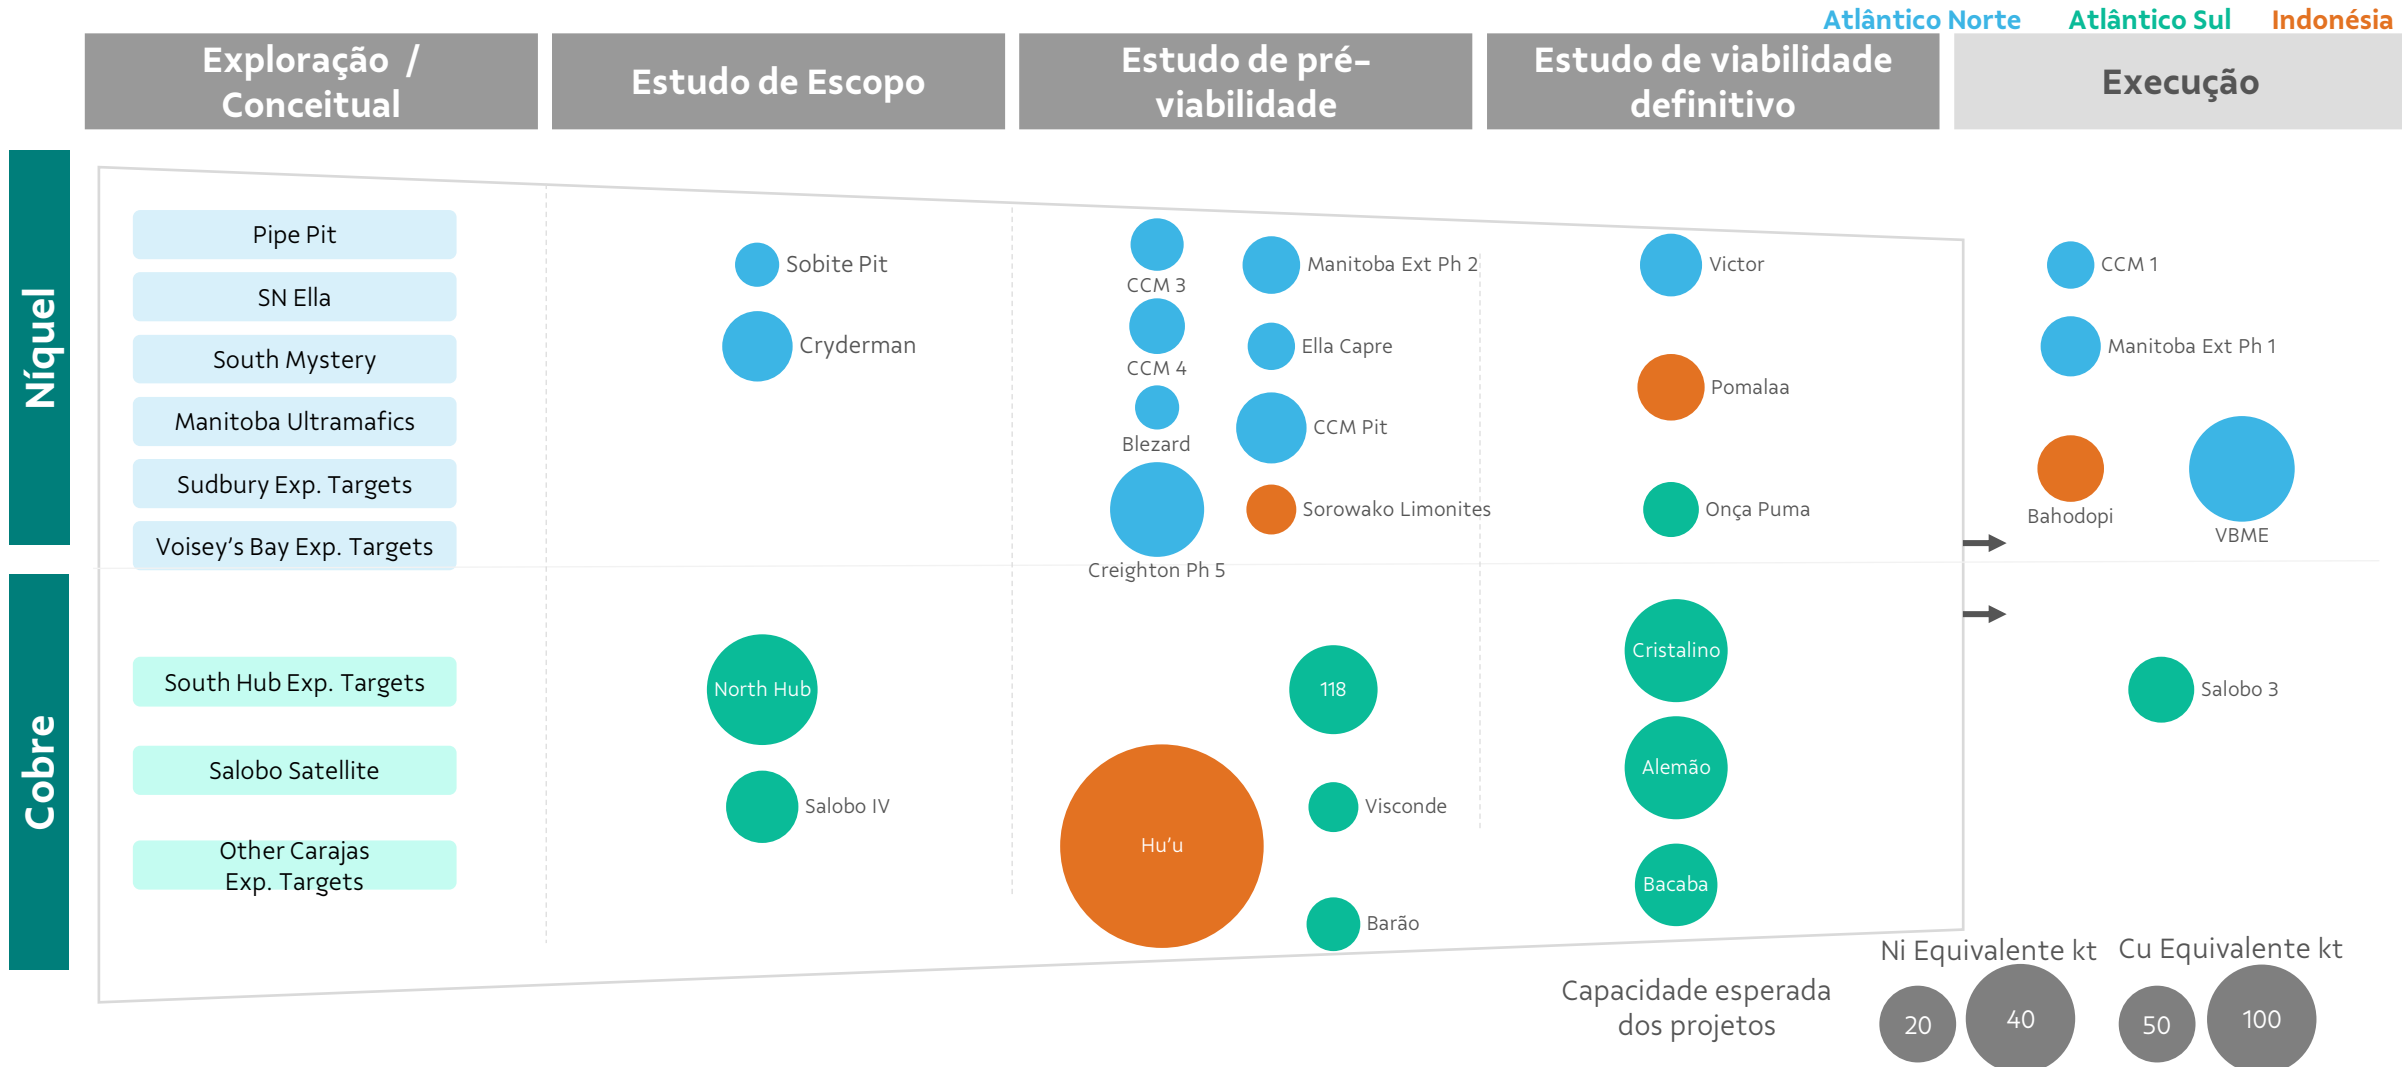 Atlântico Norte
Atlântico Sul
Indonésia
Exploração /
Conceitual
Estudo de Escopo
Estudo de pré-
viabilidade
Estudo de viabilidade
definitivo
Execução
Níquel
Pipe Pit
SN Ella
South Mystery
Manitoba Ultramafics
Sudbury Exp. Targets
Voisey's Bay Exp. Targets
Sobite Pit
Cryderman
CCM 3
CCM 4
Blezard
Creighton Ph 5
Manitoba Ext Ph 2
Ella Capre
CCM Pit
Sorowako Limonites
Victor
Pomalaa
Onça Puma
CCM 1
Manitoba Ext Ph 1
Bahodopi
VBME
Cobre
South Hub Exp. Targets
Salobo Satellite
Other Carajas
Exp. Targets
North Hub
Salobo IV
Hu'u
118
Visconde
Barão
Cristalino
Alemão
Bacaba
Salobo 3
Capacidade esperada
dos projetos
Ni Equivalente kt
20
40
Cu Equivalente kt
50
100